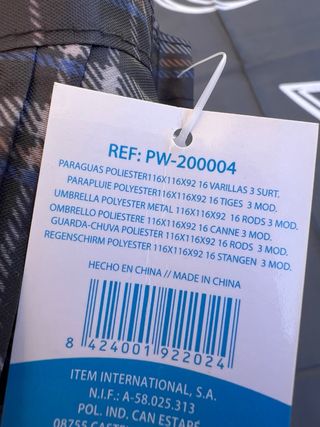 REF: PW-200004
PARAGUAS POLIESTER116X116X92 16 VARILLAS 3 SURT.
PARAPLUIE POLYESTER116X116X92 16 TIGES 3 MOD.
UMBRELLA POLYESTER METAL 116X116X92 16 RODS 3 MOD.
OMBRELLO POLIESTERE 116X116X92 16 CANNE 3 MOD.
GUARDA-CHUVA POLIESTER 116X116X92 16 RODS 3 MOD.
REGENSCHIRM POLYESTER 116X116X92 16 STANGEN 3 MOD.
HECHO EN CHINA // MADE IN CHINA
8 424001 922024
ITEM INTERNATIONAL, S.A.
N.I.F.: A-58.025.313
POL. IND. CAN ESTAPÉ
08755